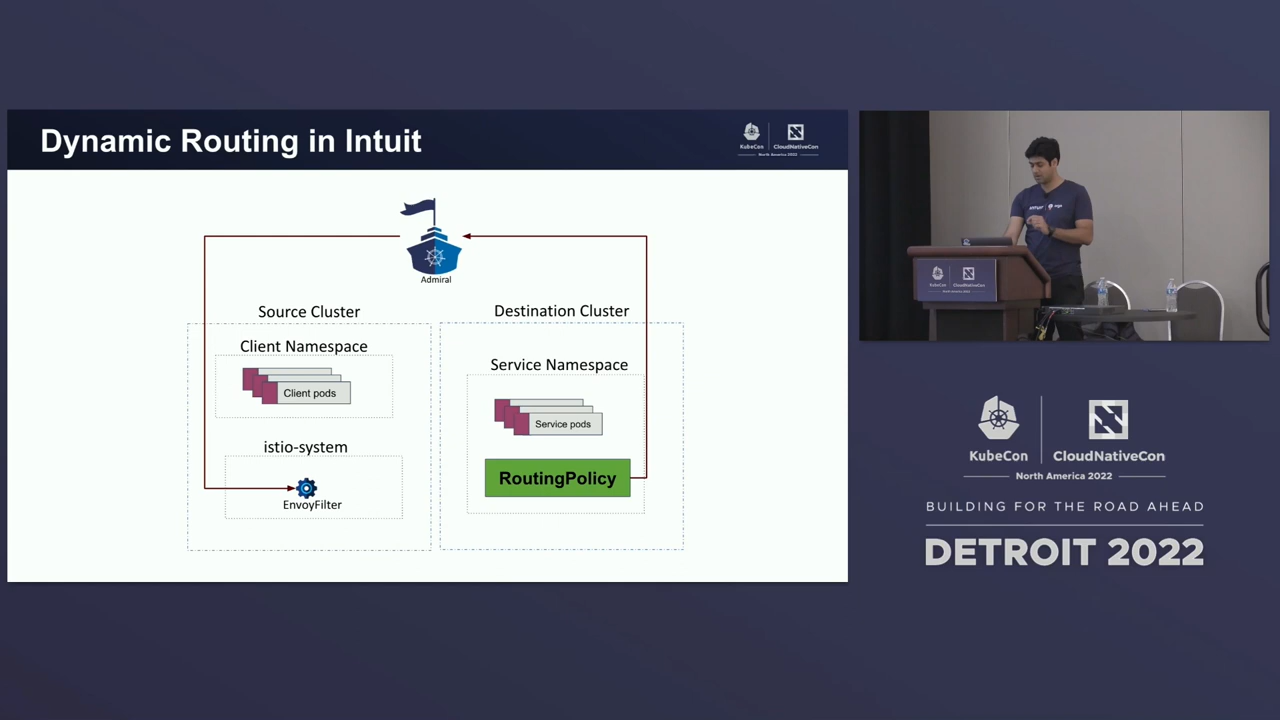 Dynamic Routing in Intuit
KubeCon
CloudNativeCon
North America 2022
Admiral
Source Cluster
Destination Cluster
Client Namespace
Client pods
Service Namespace
Service pods
istio-system
RoutingPolicy
EnvoyFilter
KubeCon
CloudNativeCon
KubeCon
CloudNativeCon
North America 2022
BUILDING FOR THE ROAD AHEAD
DETROIT 2022